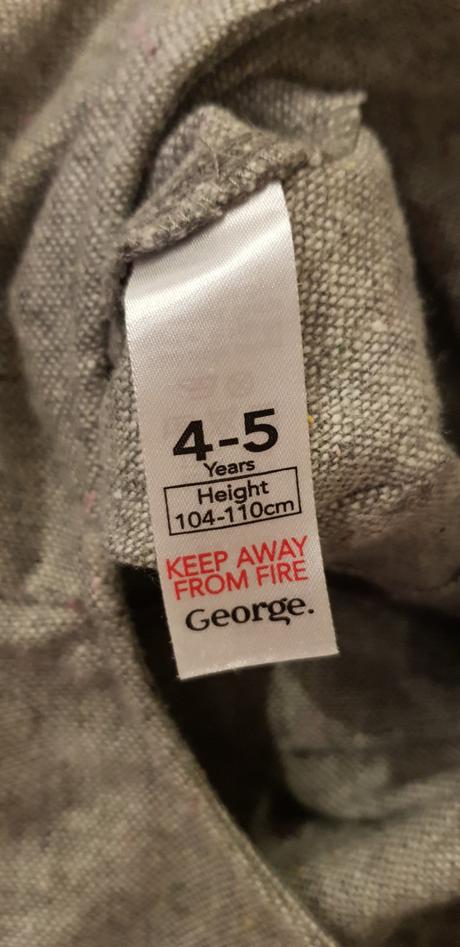 4-5
Years
Height
104-110cm
KEEP AWAY
FROM FIRE
George.